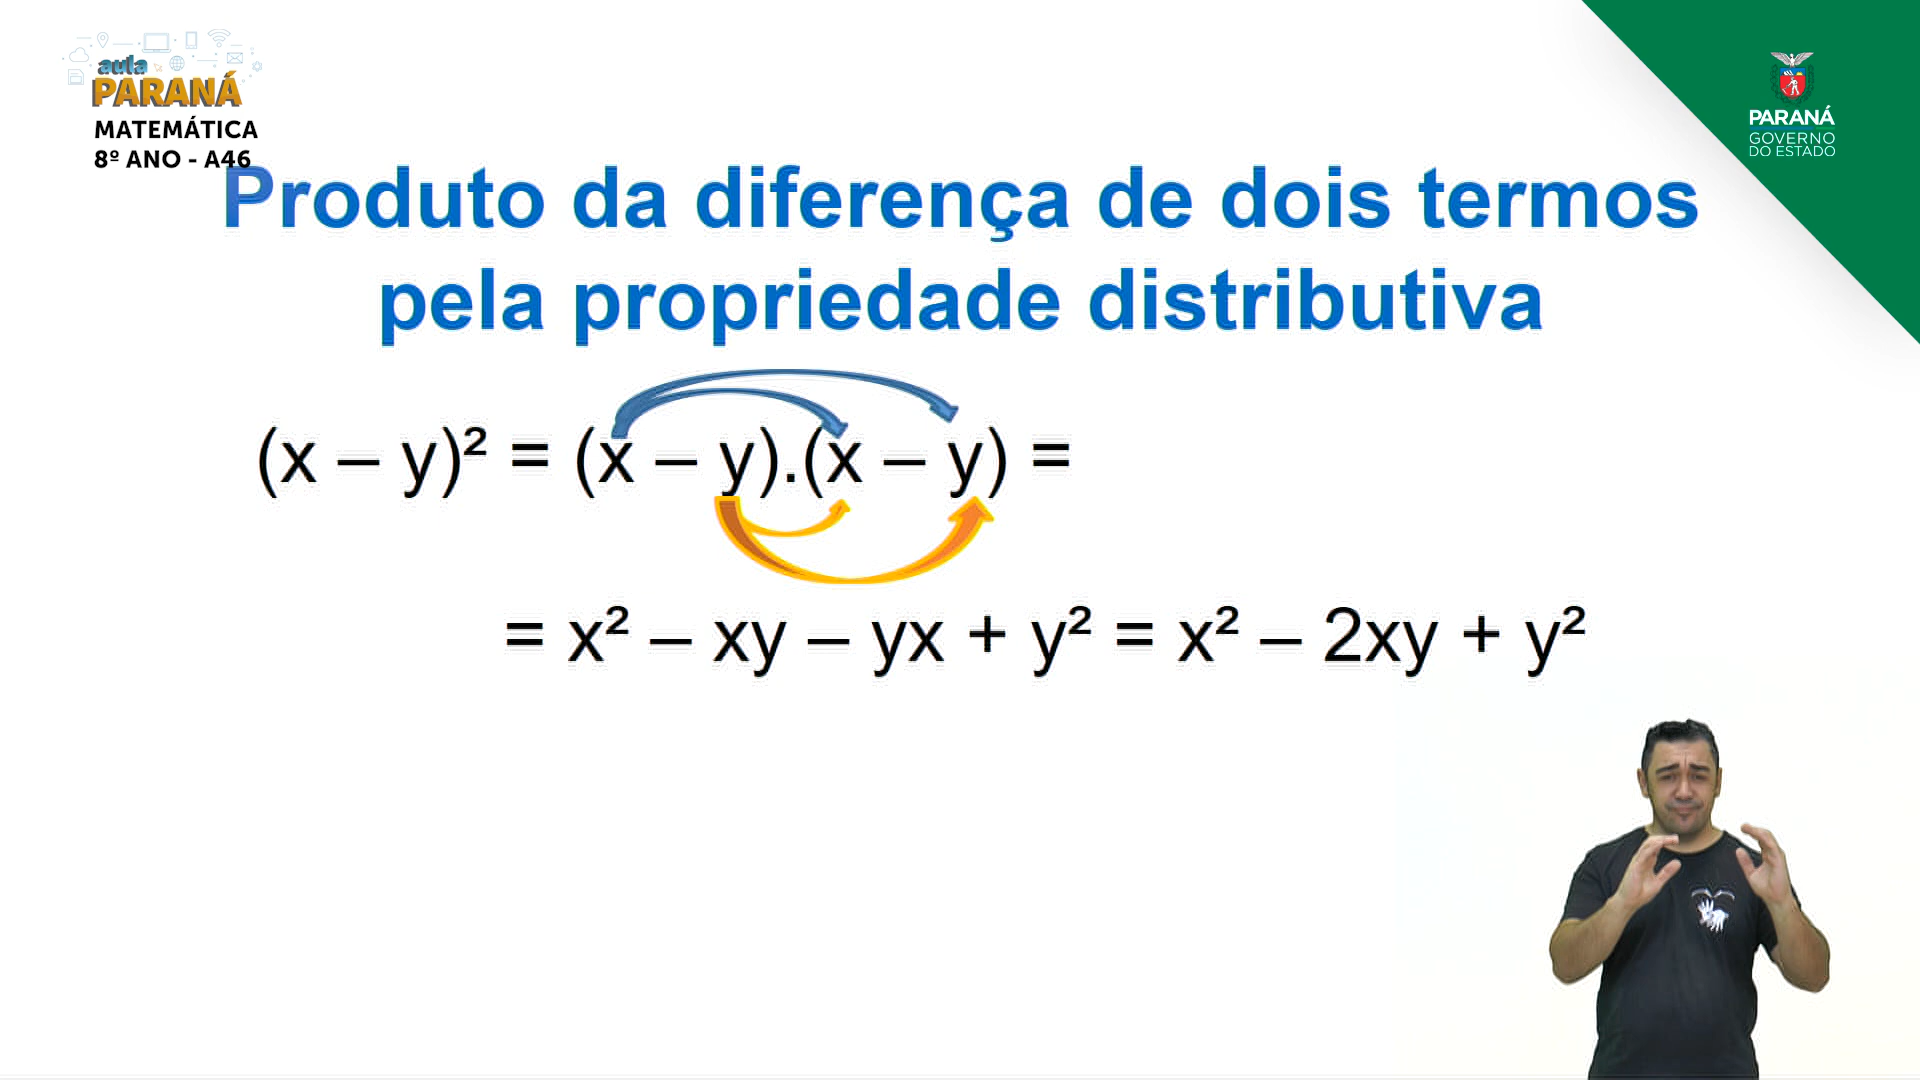 aula
PARANÁ
MATEMÁTICA
8º ANO - A46
PARANÁ
GOVERNO
DO ESTADO
Produto da diferença de dois termos
pela propriedade distributiva
(x – y)² = (x – y).(x – y) =
= x² – xy – yx + y² = x² – 2xy + y²